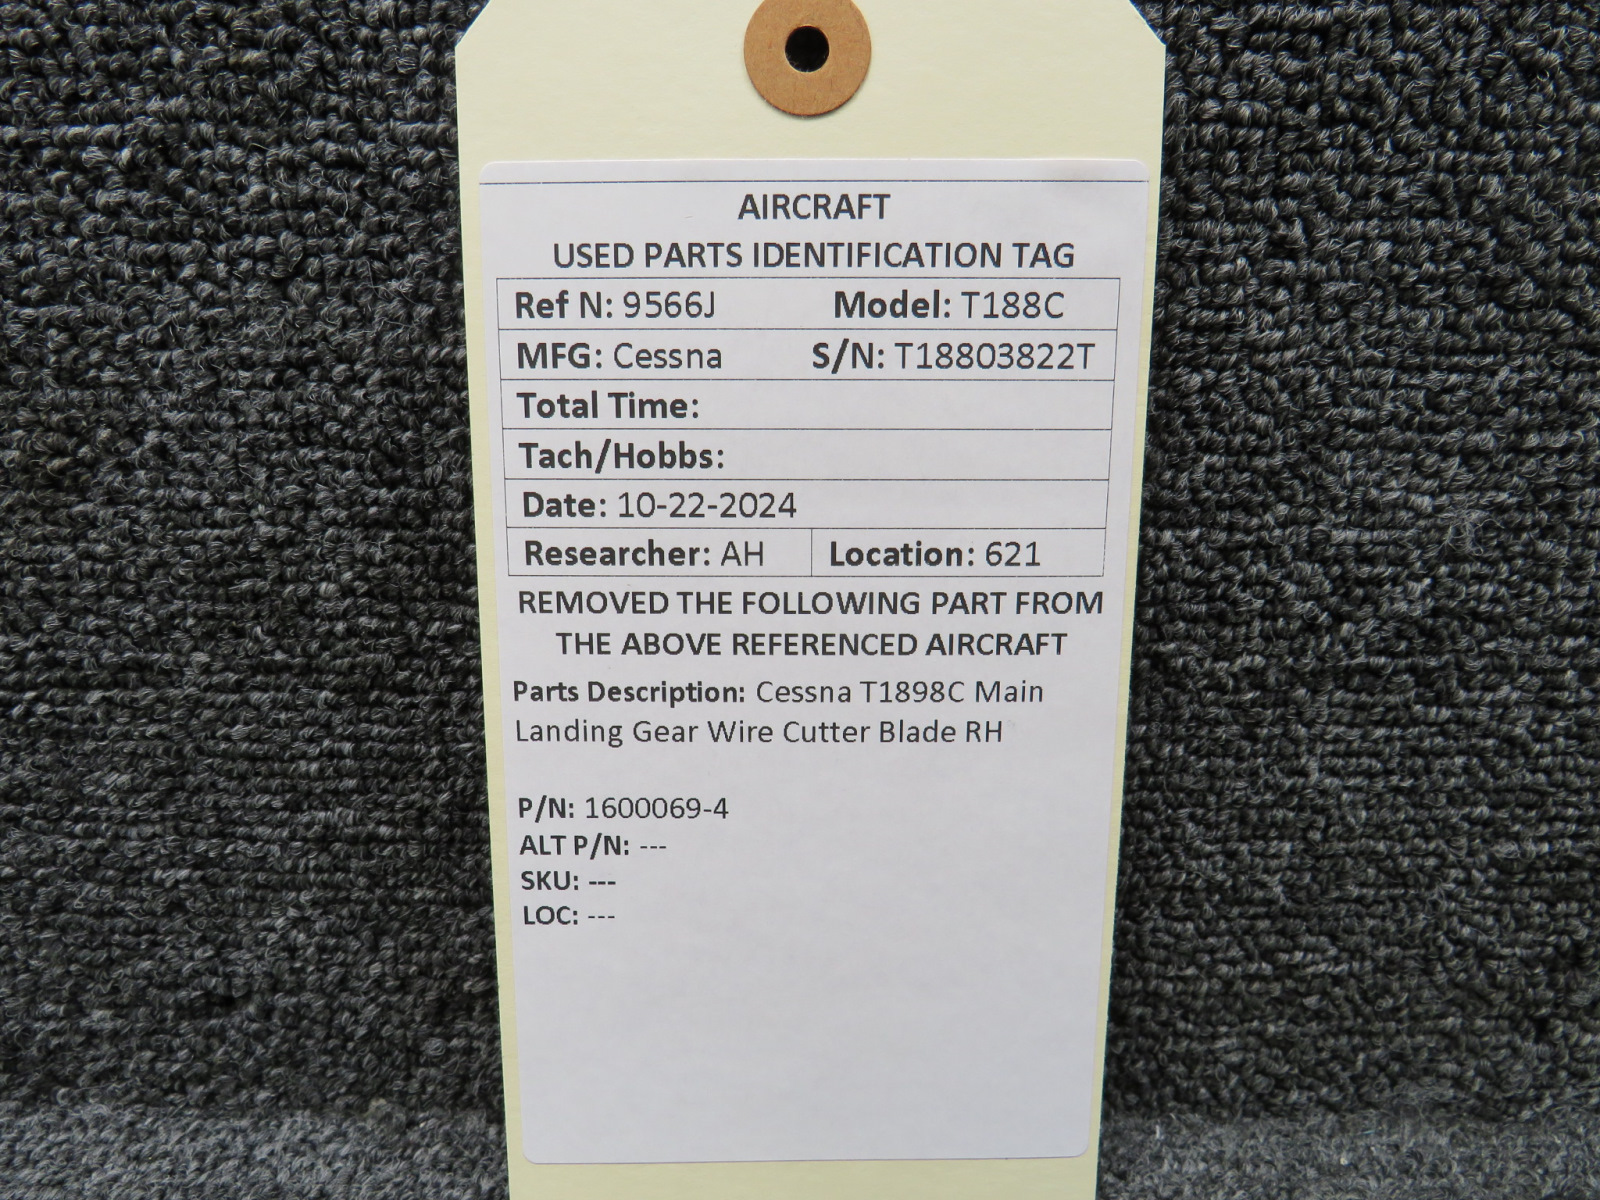 AIRCRAFT
USED PARTS IDENTIFICATION TAG
Ref N: 9566J Model: T188C
MFG: Cessna S/N: T18803822T
Total Time:
Tach/Hobbs:
Date: 10-22-2024
Researcher: AH Location: 621
REMOVED THE FOLLOWING PART FROM
THE ABOVE REFERENCED AIRCRAFT
Parts Description: Cessna T1898C Main
Landing Gear Wire Cutter Blade RH
P/N: 1600069-4
ALT P/N: ---
SKU: ---
LOC: ---